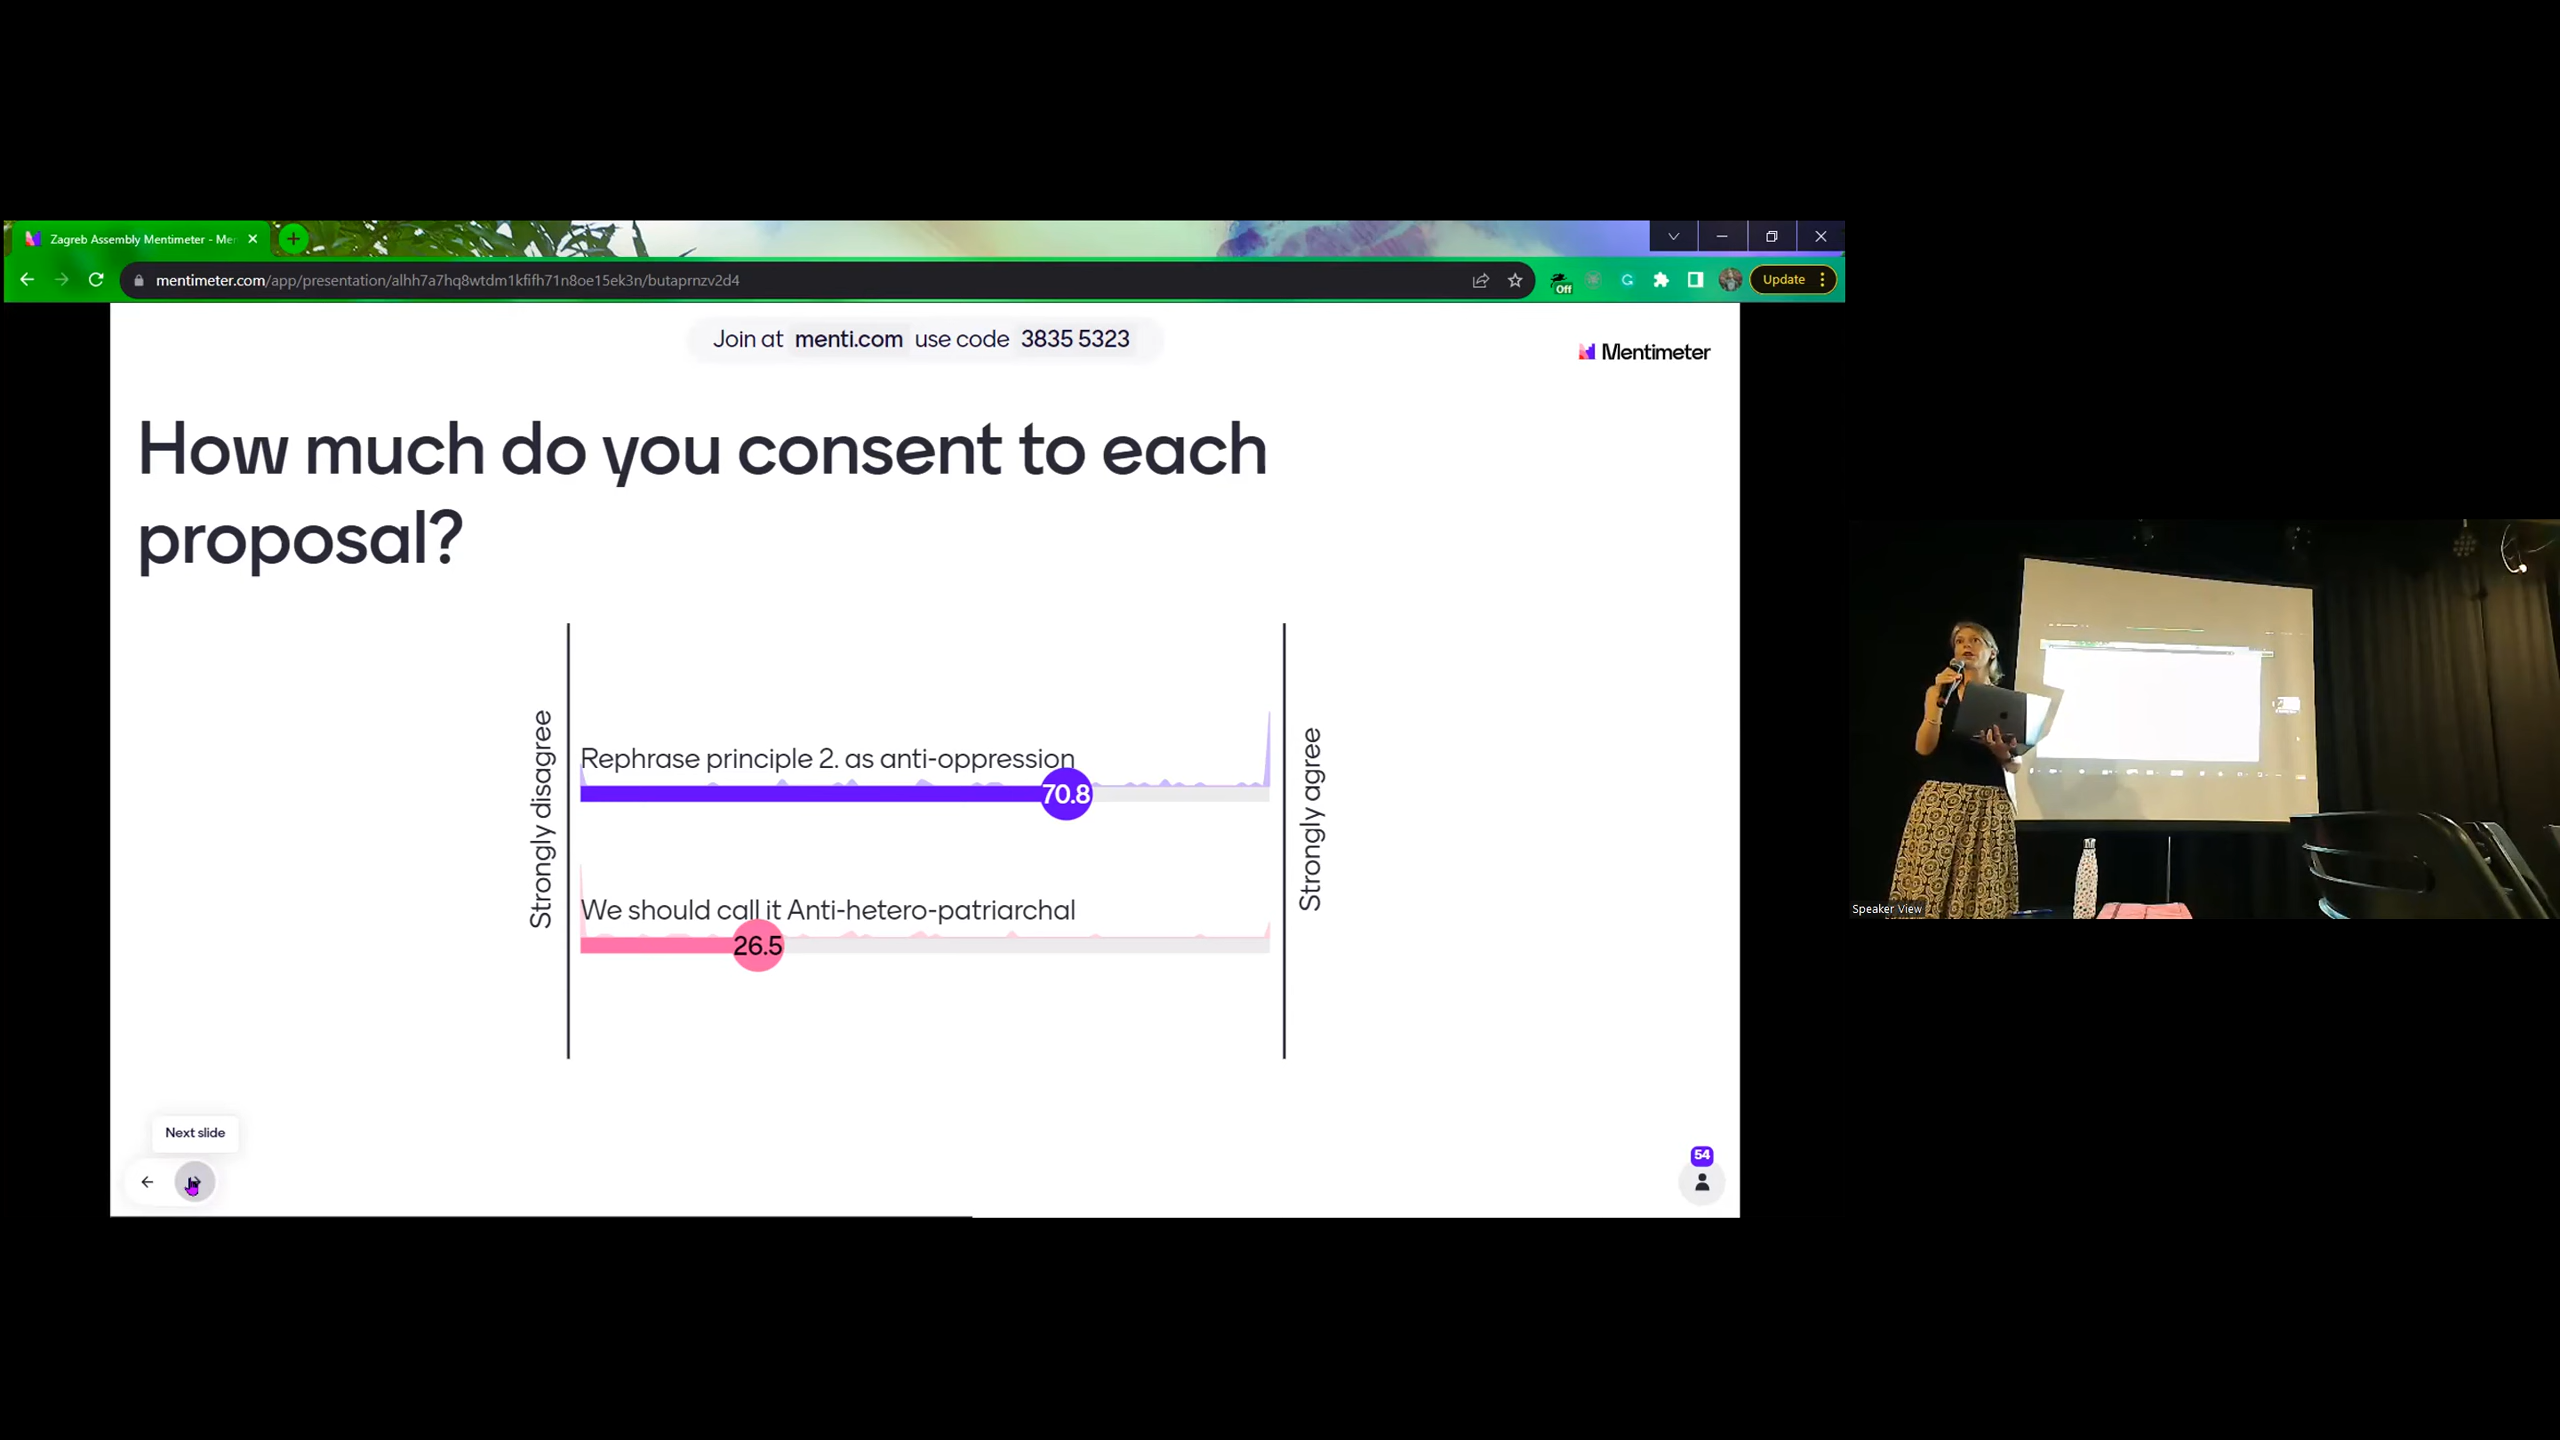 Zagreb Assembly Mentimeter - Me
mentimeter.com/app/presentation/alhh7a7hq8wtdm1kfifh71n8oe15ek3n/butaprnzv2d4
Off
Update
Join at menti.com use code 3835 5323
Mentimeter
How much do you consent to each
proposal?
Strongly disagree
Rephrase principle 2. as anti-oppression
70.8
We should call it Anti-hetero-patriarchal
26.5
Strongly agree
Next slide
54
Speaker View